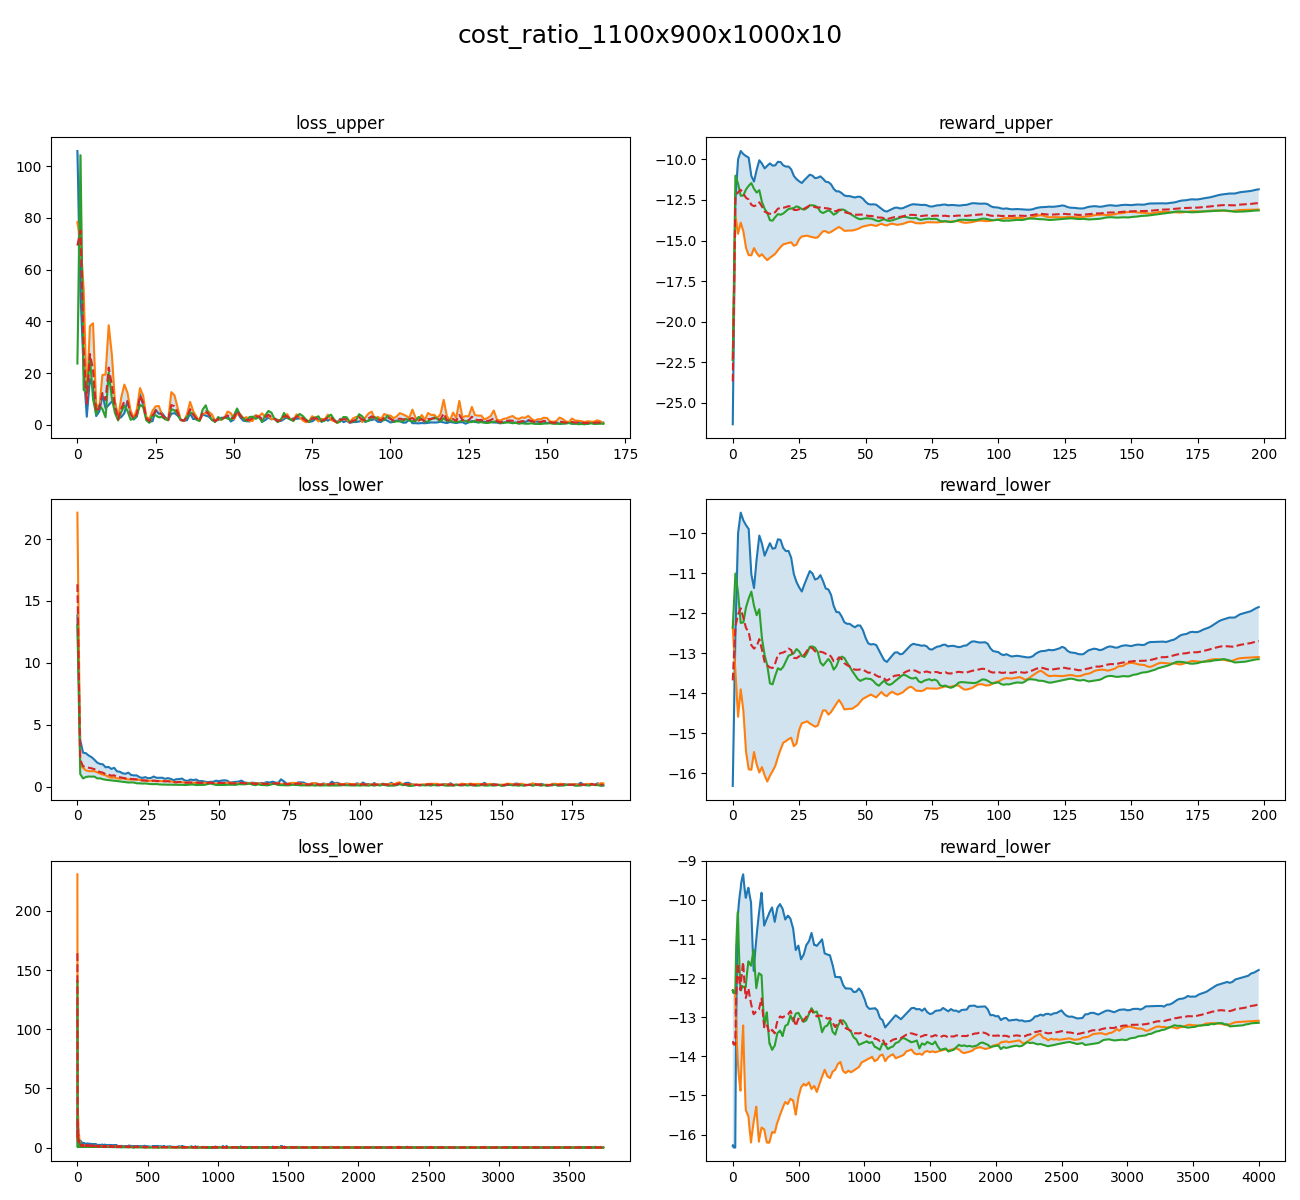 cost_ratio_1100x900x1000x10
loss_upper
100
80
60
40
20
0
0 25 50 75 100 125 150 175
reward_upper
−10.0
−12.5
−15.0
−17.5
−20.0
−22.5
−25.0
0 25 50 75 100 125 150 175 200
loss_lower
20
15
10
5
0
0 25 50 75 100 125 150 175
reward_lower
−10
−11
−12
−13
−14
−15
−16
0 25 50 75 100 125 150 175 200
loss_lower
200
150
100
50
0
0 500 1000 1500 2000 2500 3000 3500
reward_lower
−9
−10
−11
−12
−13
−14
−15
−16
0 500 1000 1500 2000 2500 3000 3500 4000